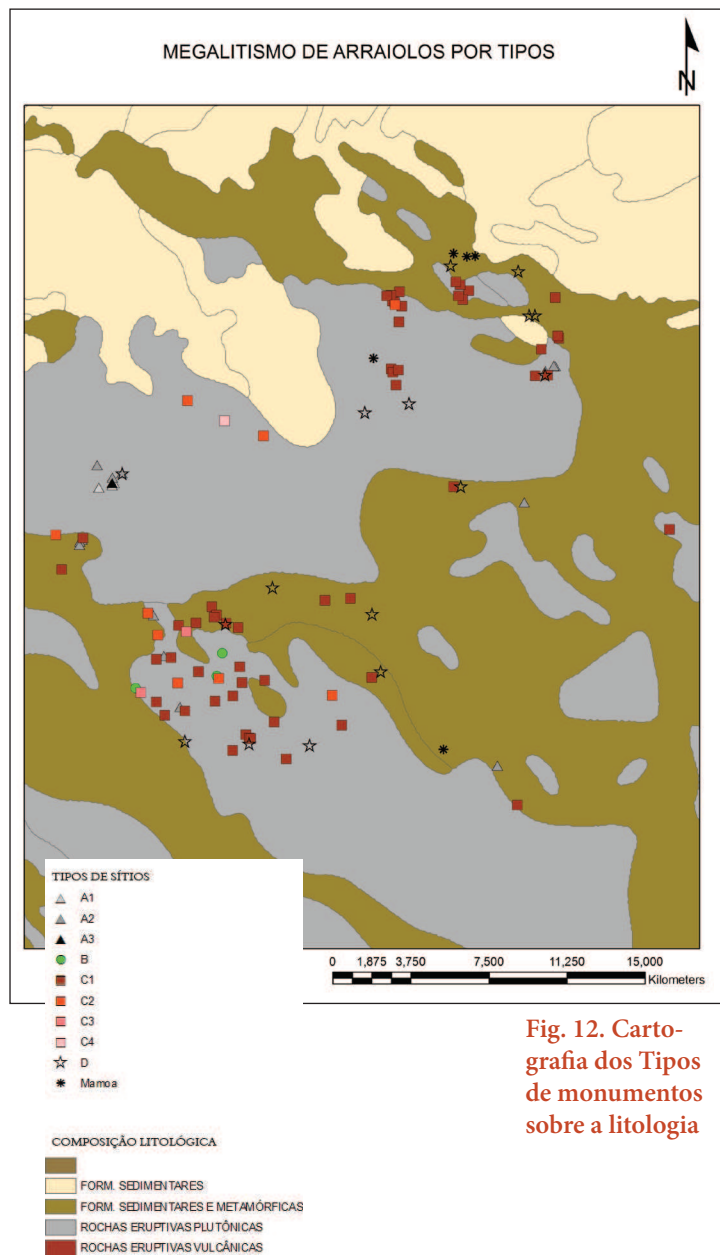 MEGALITISMO DE ARRAIOLOS POR TIPOS
N
TIPOS DE SÍTIOS
A1
A2
A3
B
C1
C2
C3
C4
D
Mamoa
0 1,875 3,750 7,500 11,250 15,000
Kilometers
Fig. 12. Carto-
grafia dos Tipos
de monumentos
sobre a litologia
COMPOSIÇÃO LITOLÓGICA
FORM. SEDIMENTARES
FORM. SEDIMENTARES E METAMÓRFICAS
ROCHAS ERUPTIVAS PLUTÔNICAS
ROCHAS ERUPTIVAS VULCÂNICAS